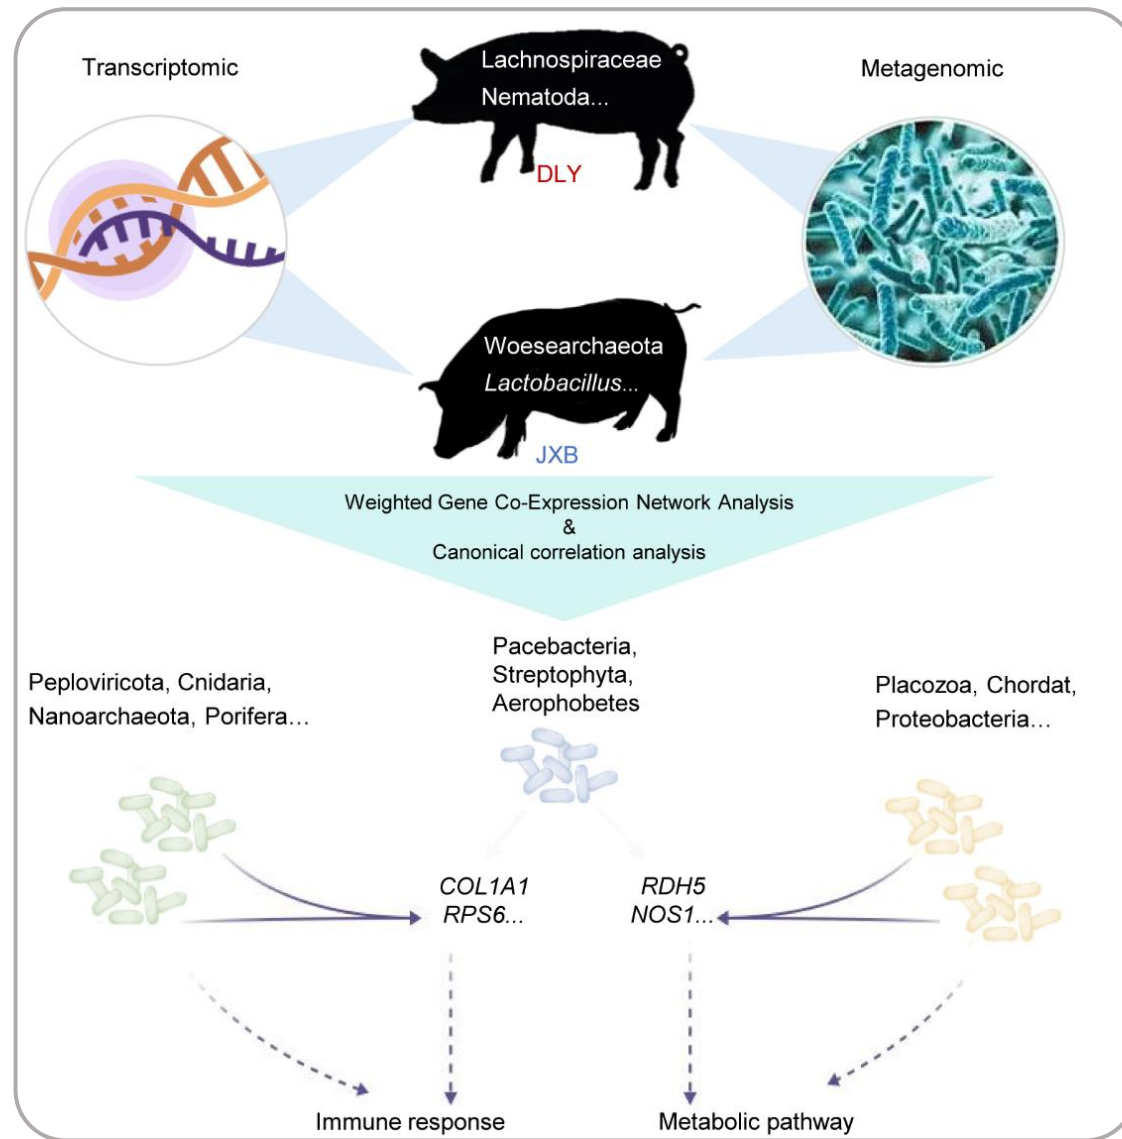 Transcriptomic
Lachnospiraceae
Nematoda...
DLY
Metagenomic
Woesearchaeota
Lactobacillus...
JXB
Weighted Gene Co-Expression Network Analysis
&
Canonical correlation analysis
Peploviricota, Cnidaria,
Nanoarchaeota, Porifera...
Pacebacteria,
Streptophyta,
Aerophobetes
Placozoa, Chordat,
Proteobacteria...
COL1A1
RPS6...
RDH5
NOS1...
Immune response
Metabolic pathway